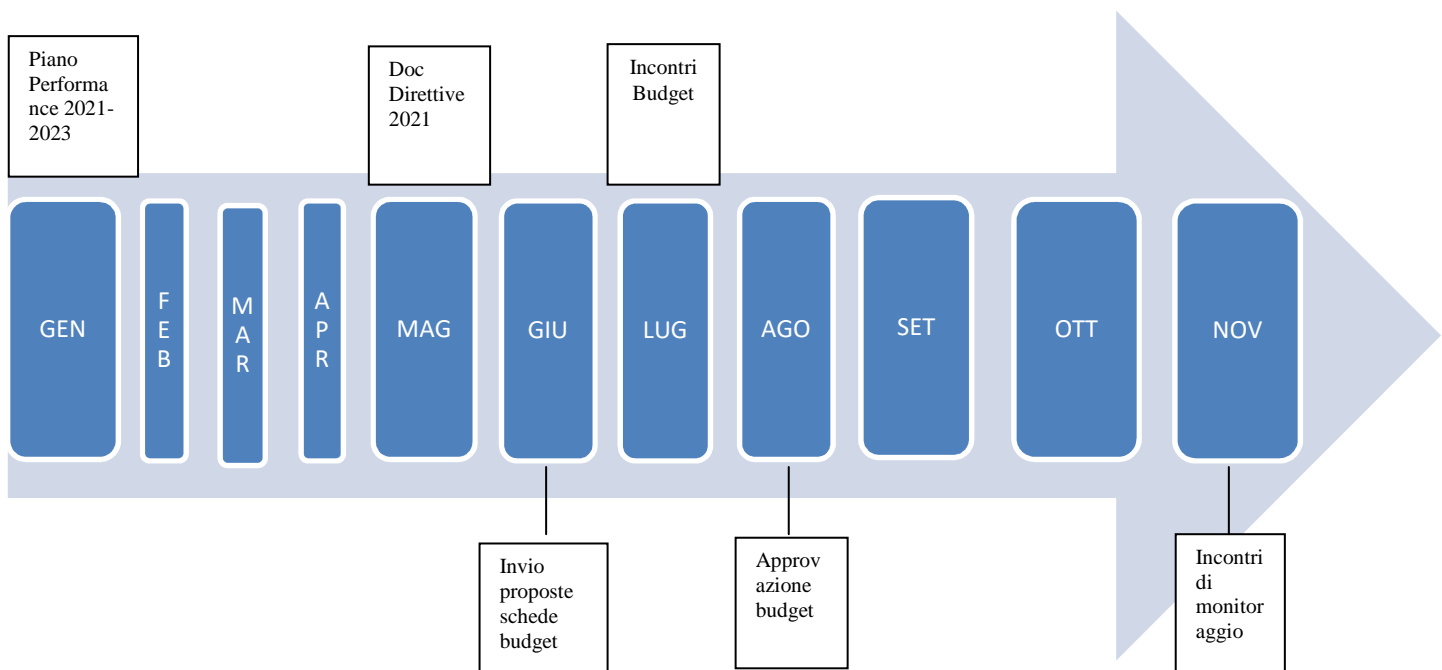 Piano
Performa
nce 2021-
2023
Doc
Direttive
2021
Incontri
Budget
GEN
F
E
B
M
A
R
A
P
R
MAG
GIU
LUG
AGO
SET
OTT
NOV
Invio
proposte
schede
budget
Approv
azione
budget
Incontri
di
monitor
aggio